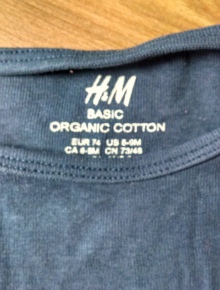 H&M
BASIC
ORGANIC COTTON
EUR 74 US 6-9M
CA 6-9M CN 73/48